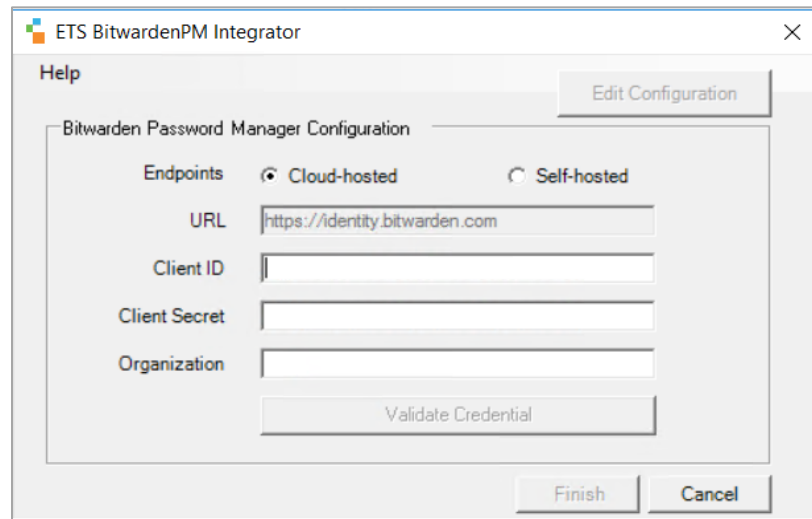 ETS BitwardenPM Integrator
Help
Edit Configuration
Bitwarden Password Manager Configuration
Endpoints Cloud-hosted Self-hosted
URL https://identity.bitwarden.com
Client ID
Client Secret
Organization
Validate Credential
Finish Cancel